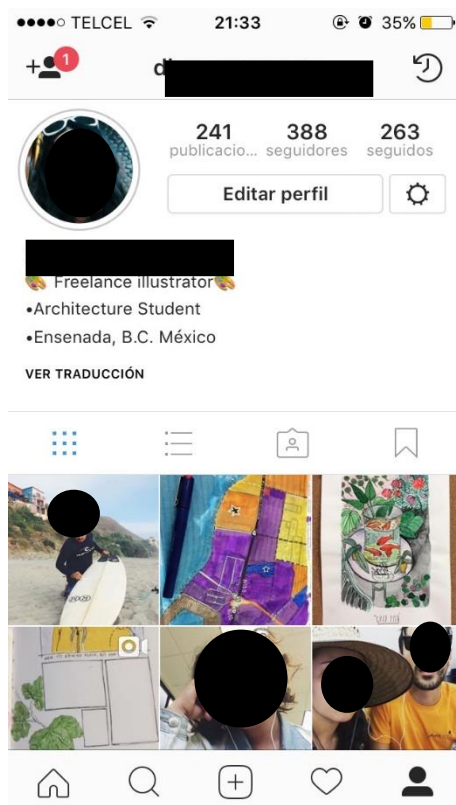 TELCEL 21:33 35%
1
241 388 263
publicacio... seguidores seguidos
Editar perfil
Freelance illustrator
•Architecture Student
•Ensenada, B.C. México
VER TRADUCCIÓN